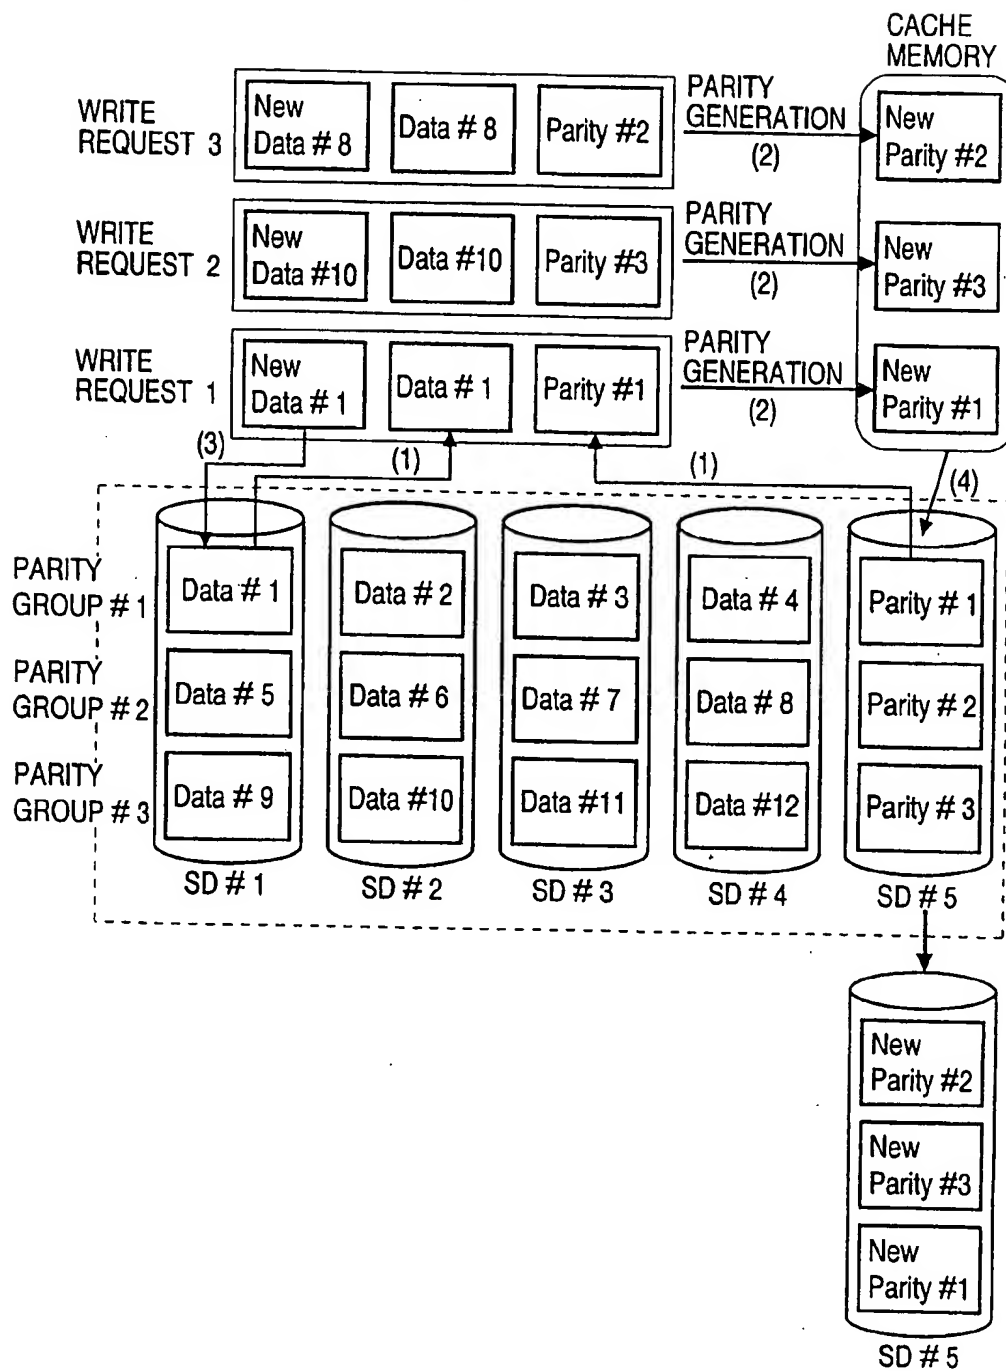 CACHE
MEMORY
WRITE
REQUEST 3
New
Data # 8
Data # 8
Parity #2
PARITY
GENERATION
(2)
New
Parity #2
WRITE
REQUEST 2
New
Data #10
Data #10
Parity #3
PARITY
GENERATION
(2)
New
Parity #3
WRITE
REQUEST 1
New
Data # 1
Data # 1
Parity #1
PARITY
GENERATION
(2)
New
Parity #1
(3)
(1)
(1)
(4)
PARITY
GROUP # 1
Data # 1
Data # 2
Data # 3
Data # 4
Parity # 1
PARITY
GROUP # 2
Data # 5
Data # 6
Data # 7
Data # 8
Parity # 2
PARITY
GROUP # 3
Data # 9
Data #10
Data #11
Data #12
Parity # 3
SD # 1
SD # 2
SD # 3
SD # 4
SD # 5
New
Parity #2
New
Parity #3
New
Parity #1
SD # 5